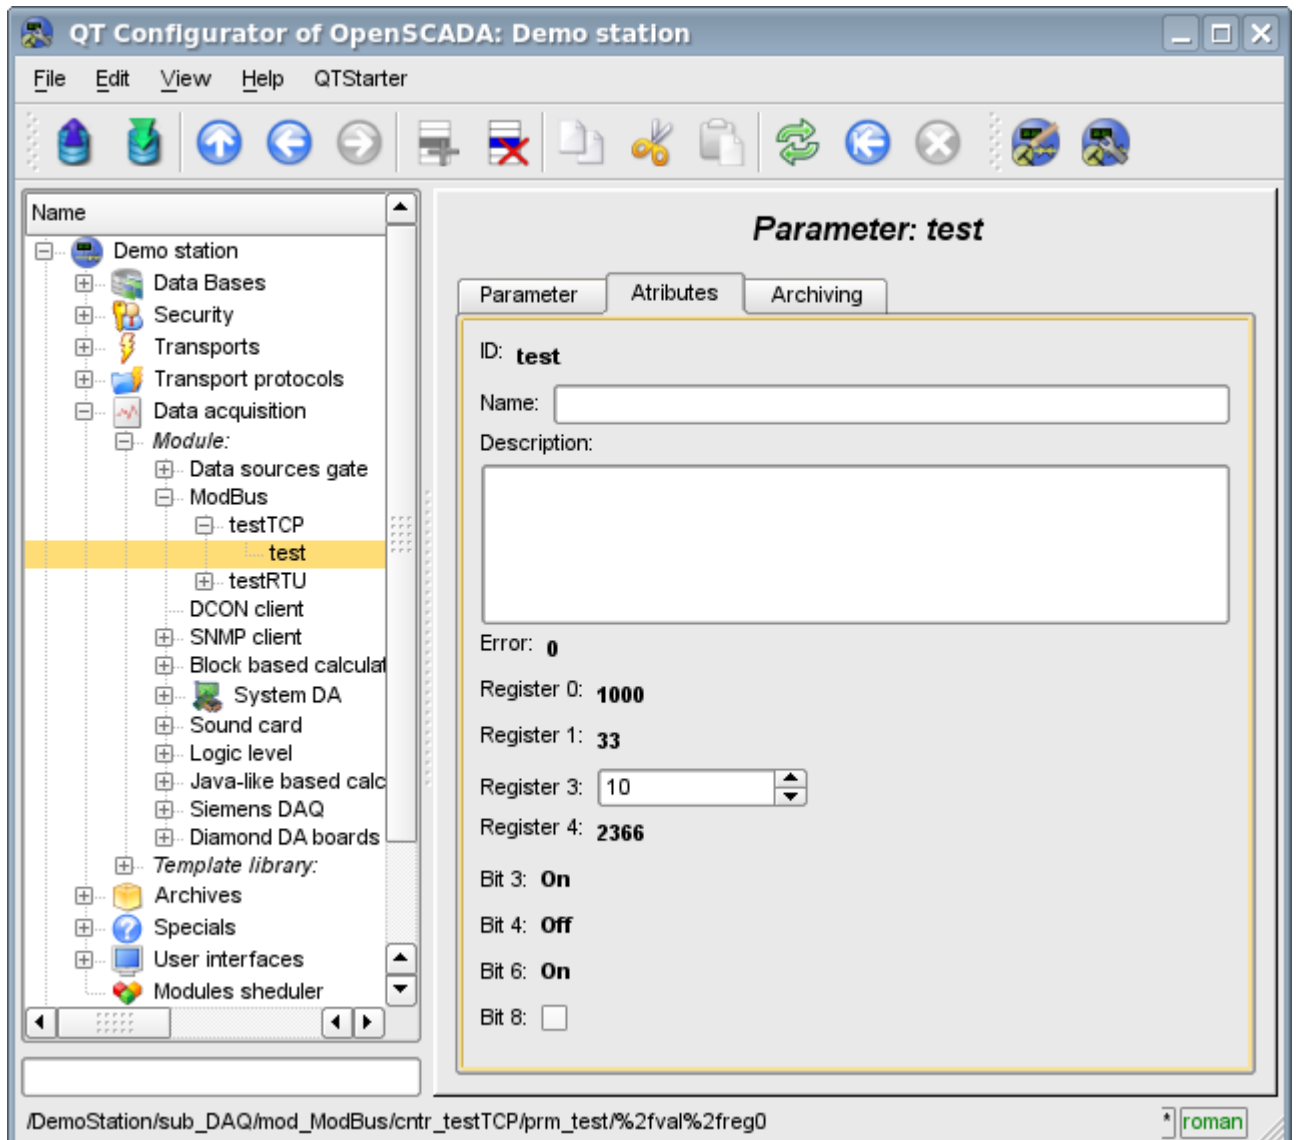 QT Configurator of OpenSCADA: Demo station
File Edit View Help QTStarter
Name
Demo station
Data Bases
Security
Transports
Transport protocols
Data acquisition
Module:
Data sources gate
ModBus
testTCP
test
testRTU
DCON client
SNMP client
Block based calculat
System DA
Sound card
Logic level
Java-like based calc
Siemens DAQ
Diamond DA boards
Template library:
Archives
Specials
User interfaces
Modules sheduler
Parameter: test
Parameter Atributes Archiving
ID: test
Name:
Description:
Error: 0
Register 0: 1000
Register 1: 33
Register 3: 10
Register 4: 2366
Bit 3: On
Bit 4: Off
Bit 6: On
Bit 8:
/DemoStation/sub_DAQ/mod_ModBus/cntr_testTCP/prm_test/%2fval%2freg0 * roman